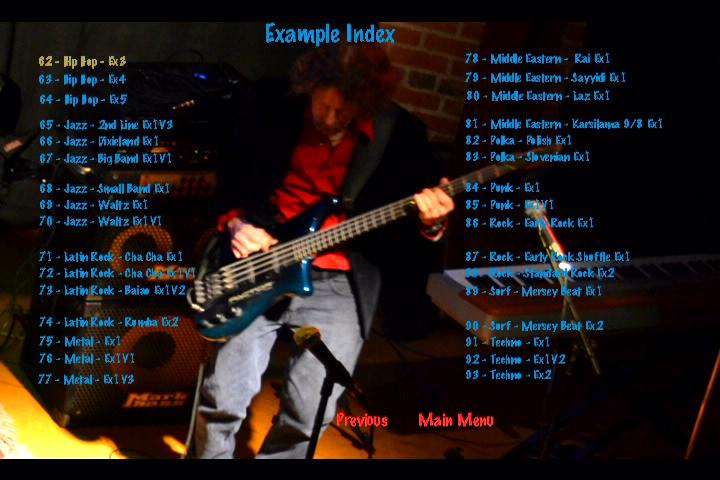 Example Index
62 - Hip Hop - Ex3
63 - Hip Hop - Ex4
64 - Hip Hop - Ex5
65 - Jazz - 2nd Line Ex1V3
66 - Jazz - Dixieland Ex1
67 - Jazz - Big Band Ex1V1
68 - Jazz - Small Band Ex1
69 - Jazz - Waltz Ex1
70 - Jazz - Waltz Ex1V1
71 - Latin Rock - Cha Cha Ex1
72 - Latin Rock - Cha Cha Ex1V1
73 - Latin Rock - Baiao Ex1V2
74 - Latin Rock - Rumba Ex2
75 - Metal - Ex1
76 - Metal - Ex1V1
77 - Metal - Ex1V3
78 - Middle Eastern - Rai Ex1
79 - Middle Eastern - Sayyidi Ex1
80 - Middle Eastern - Laz Ex1
81 - Middle Eastern - Karsilama 9/8 Ex1
82 - Polka - Polish Ex1
83 - Polka - Slovenian Ex1
84 - Punk - Ex1
85 - Punk - Ex1V1
86 - Rock - Early Rock Ex1
87 - Rock - Early Rock Shuffle Ex1
88 - Rock - Standard Rock Ex2
89 - Surf - Mersey Beat Ex1
90 - Surf - Mersey Beat Ex2
91 - Techno - Ex1
92 - Techno - Ex1V2
93 - Techno - Ex2
Previous Main Menu
Mark
Bass